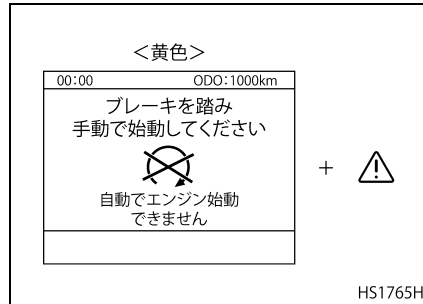 ＜黄色＞
00:00 ODO:1000km
ブレーキを踏み
手動で始動してください
自動でエンジン始動
できません
+
HS1765H